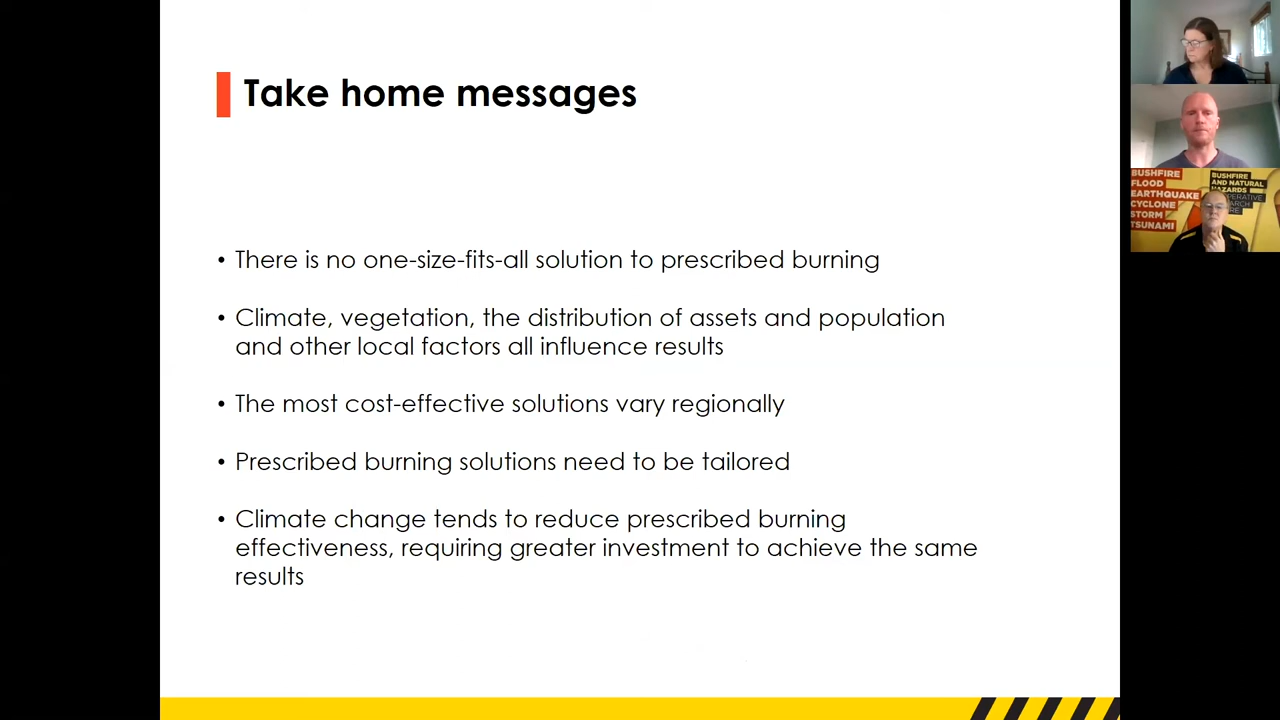 Take home messages
• There is no one-size-fits-all solution to prescribed burning
• Climate, vegetation, the distribution of assets and population
and other local factors all influence results
• The most cost-effective solutions vary regionally
• Prescribed burning solutions need to be tailored
• Climate change tends to reduce prescribed burning
effectiveness, requiring greater investment to achieve the same
results
BUSHFIRE
FLOOD
EARTHQUAKE
CYCLONE
STORM
TSUNAMI
BUSHFIRE
AND NATURAL